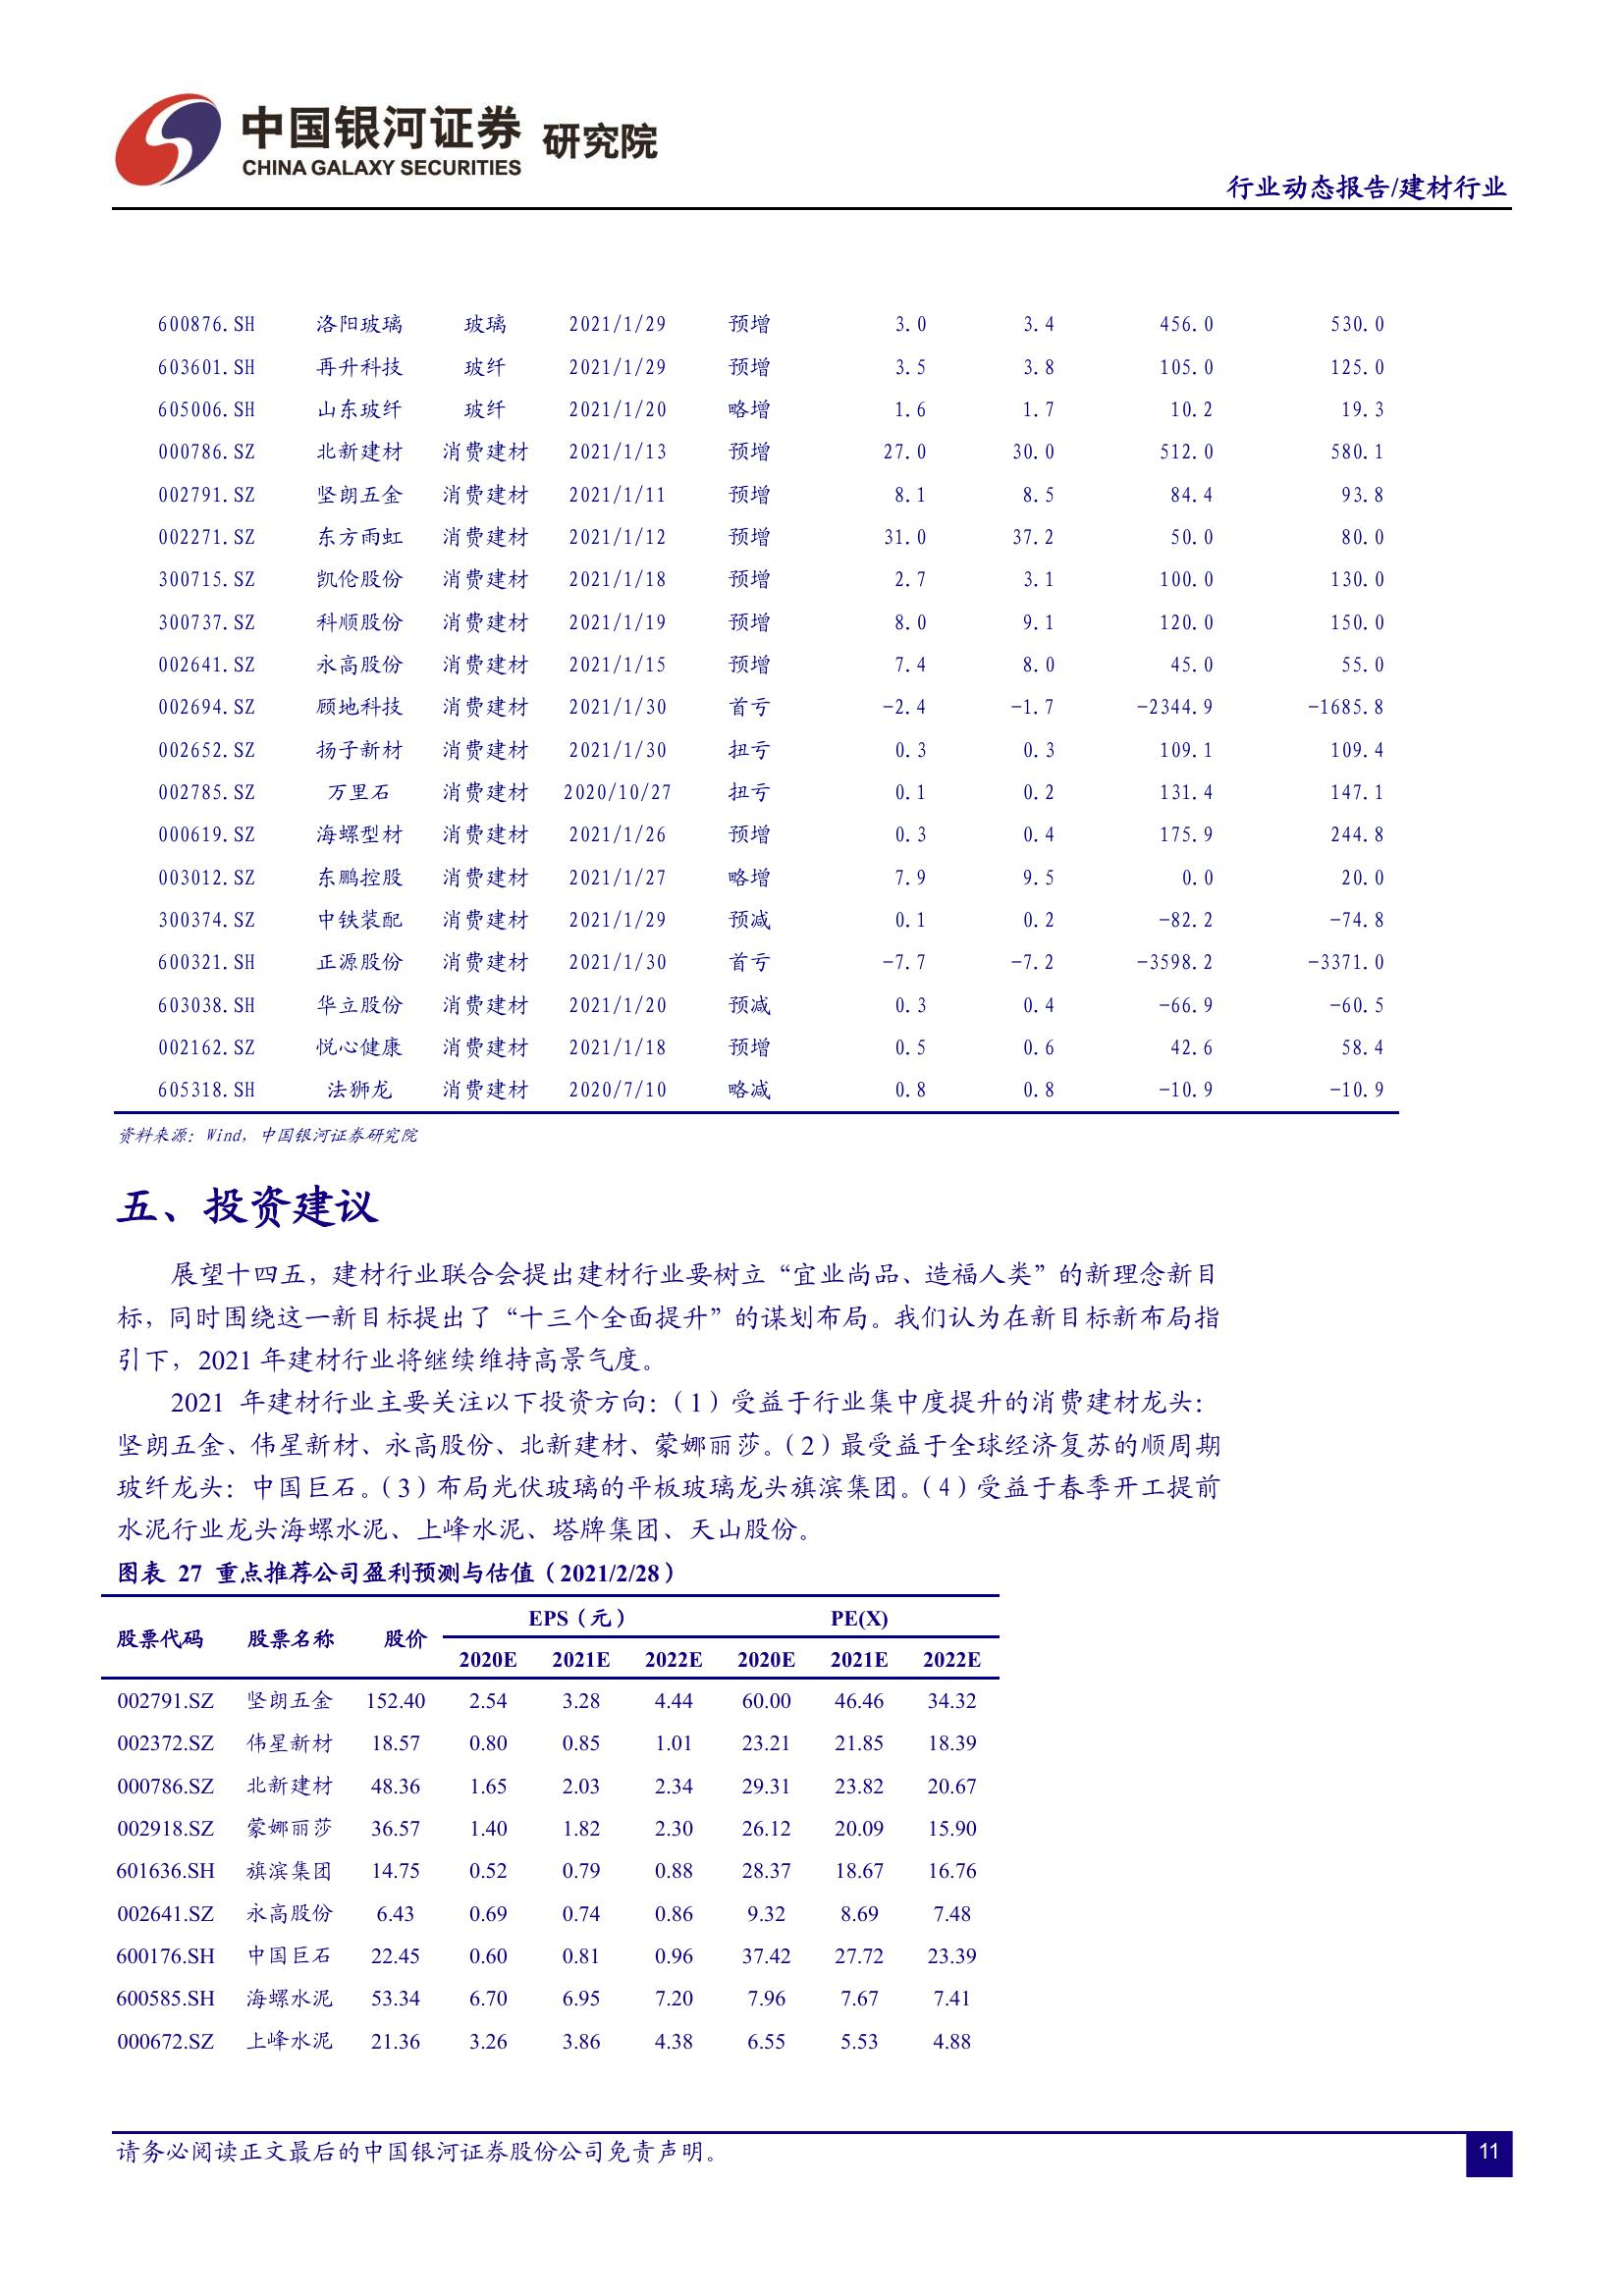 中国银河证券 研究院
CHINA GALAXY SECURITIES
行业动态报告/建材行业
600876.SH 洛阳玻璃 玻璃 2021/1/29 预增 3.0 3.4 456.0 530.0
603601.SH 再升科技 玻纤 2021/1/29 预增 3.5 3.8 105.0 125.0
605006.SH 山东玻纤 玻纤 2021/1/20 略增 1.6 1.7 10.2 19.3
000786.SZ 北新建材 消费建材 2021/1/13 预增 27.0 30.0 512.0 580.1
002791.SZ 坚朗五金 消费建材 2021/1/11 预增 8.1 8.5 84.4 93.8
002271.SZ 东方雨虹 消费建材 2021/1/12 预增 31.0 37.2 50.0 80.0
300715.SZ 凯伦股份 消费建材 2021/1/18 预增 2.7 3.1 100.0 130.0
300737.SZ 科顺股份 消费建材 2021/1/19 预增 8.0 9.1 120.0 150.0
002641.SZ 永高股份 消费建材 2021/1/15 预增 7.4 8.0 45.0 55.0
002694.SZ 顾地科技 消费建材 2021/1/30 首亏 -2.4 -1.7 -2344.9 -1685.8
002652.SZ 扬子新材 消费建材 2021/1/30 扭亏 0.3 0.3 109.1 109.4
002785.SZ 万里石 消费建材 2020/10/27 扭亏 0.1 0.2 131.4 147.1
000619.SZ 海螺型材 消费建材 2021/1/26 预增 0.3 0.4 175.9 244.8
003012.SZ 东鹏控股 消费建材 2021/1/27 略增 7.9 9.5 0.0 20.0
300374.SZ 中铁装配 消费建材 2021/1/29 预减 0.1 0.2 -82.2 -74.8
600321.SH 正源股份 消费建材 2021/1/30 首亏 -7.7 -7.2 -3598.2 -3371.0
603038.SH 华立股份 消费建材 2021/1/20 预减 0.3 0.4 -66.9 -60.5
002162.SZ 悦心健康 消费建材 2021/1/18 预增 0.5 0.6 42.6 58.4
605318.SH 法狮龙 消费建材 2020/7/10 略减 0.8 0.8 -10.9 -10.9
资料来源：Wind，中国银河证券研究院
五、投资建议
展望十四五，建材行业联合会提出建材行业要树立“宜业尚品、造福人类”的新理念新目
标，同时围绕这一新目标提出了“十三个全面提升”的谋划布局。我们认为在新目标新布局指
引下，2021 年建材行业将继续维持高景气度。
2021 年建材行业主要关注以下投资方向：（1）受益于行业集中度提升的消费建材龙头：
坚朗五金、伟星新材、永高股份、北新建材、蒙娜丽莎。（2）最受益于全球经济复苏的顺周期
玻纤龙头：中国巨石。（3）布局光伏玻璃的平板玻璃龙头旗滨集团。（4）受益于春季开工提前
水泥行业龙头海螺水泥、上峰水泥、塔牌集团、天山股份。
图表 27 重点推荐公司盈利预测与估值（2021/2/28）
股票代码 股票名称 股价 EPS（元） PE(X)
2020E 2021E 2022E 2020E 2021E 2022E
002791.SZ 坚朗五金 152.40 2.54 3.28 4.44 60.00 46.46 34.32
002372.SZ 伟星新材 18.57 0.80 0.85 1.01 23.21 21.85 18.39
000786.SZ 北新建材 48.36 1.65 2.03 2.34 29.31 23.82 20.67
002918.SZ 蒙娜丽莎 36.57 1.40 1.82 2.30 26.12 20.09 15.90
601636.SH 旗滨集团 14.75 0.52 0.79 0.88 28.37 18.67 16.76
002641.SZ 永高股份 6.43 0.69 0.74 0.86 9.32 8.69 7.48
600176.SH 中国巨石 22.45 0.60 0.81 0.96 37.42 27.72 23.39
600585.SH 海螺水泥 53.34 6.70 6.95 7.20 7.96 7.67 7.41
000672.SZ 上峰水泥 21.36 3.26 3.86 4.38 6.55 5.53 4.88
请务必阅读正文最后的中国银河证券股份公司免责声明。
11